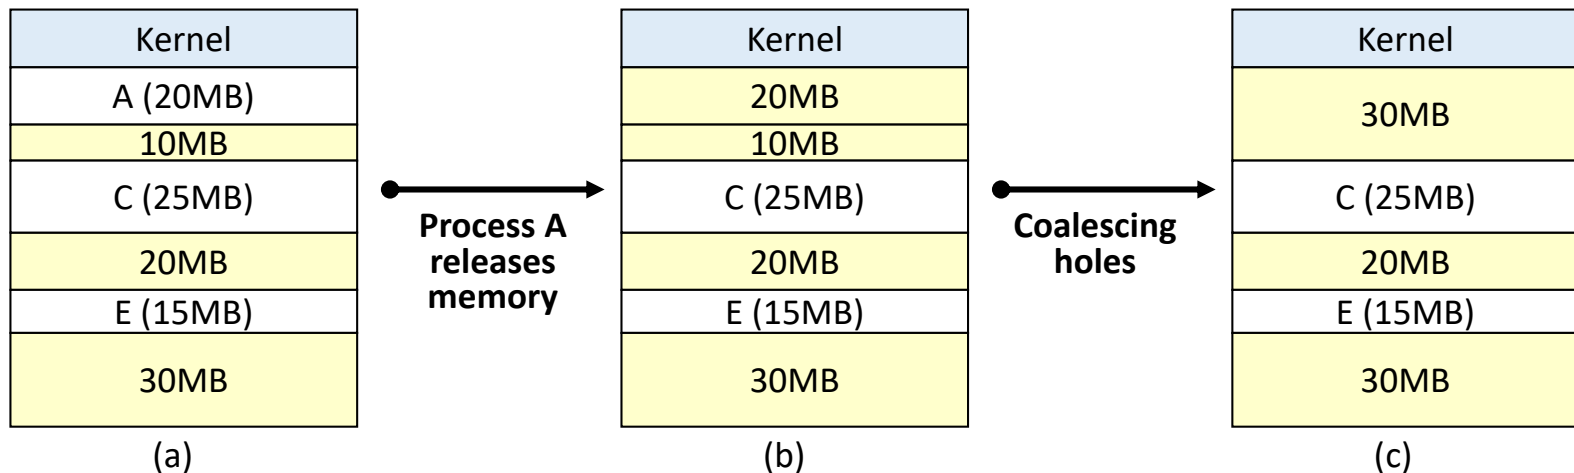 Kernel
A (20MB)
10MB
C (25MB)
20MB
E (15MB)
30MB
(a)
Process A
releases
memory
Kernel
20MB
10MB
C (25MB)
20MB
E (15MB)
30MB
(b)
Coalescing
holes
Kernel
30MB
C (25MB)
20MB
E (15MB)
30MB
(c)